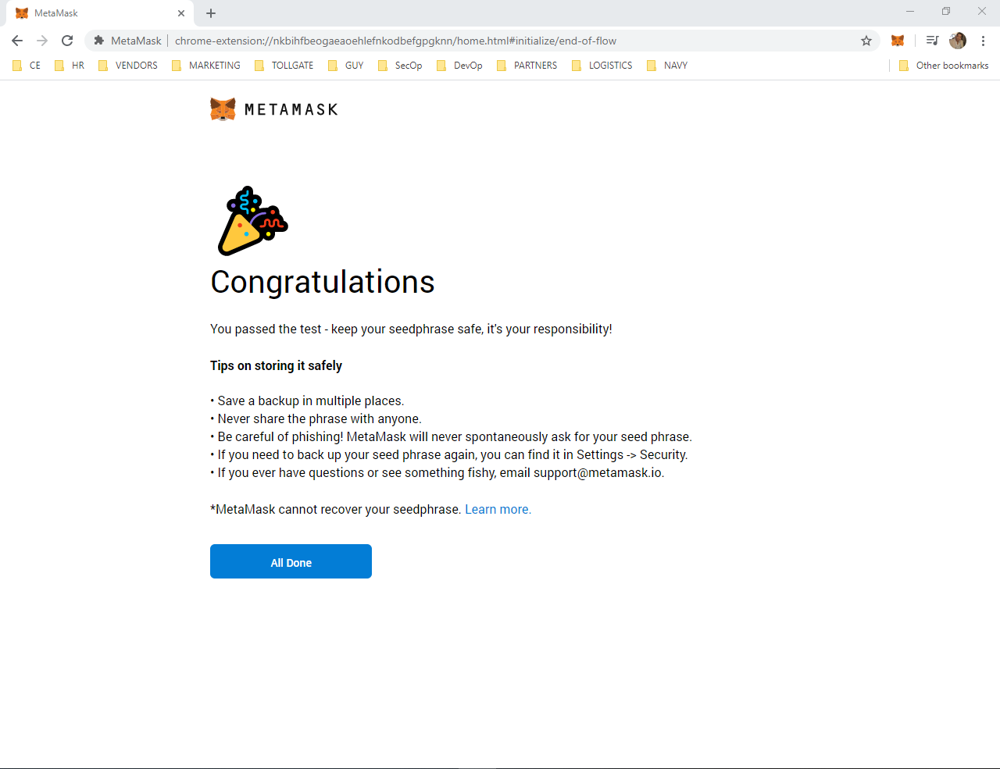 MetaMask
MetaMask chrome-extension://nkbihfbeogaeaoehlefnkodbefgpgknn/home.html#initialize/end-of-flow
CE HR VENDORS MARKETING TOLLGATE GUY SecOp DevOp PARTNERS LOGISTICS NAVY Other bookmarks
METAMASK
Congratulations
You passed the test - keep your seedphrase safe, it's your responsibility!
Tips on storing it safely
• Save a backup in multiple places.
• Never share the phrase with anyone.
• Be careful of phishing! MetaMask will never spontaneously ask for your seed phrase.
• If you need to back up your seed phrase again, you can find it in Settings -> Security.
• If you ever have questions or see something fishy, email support@metamask.io.
*MetaMask cannot recover your seedphrase. Learn more.
All Done